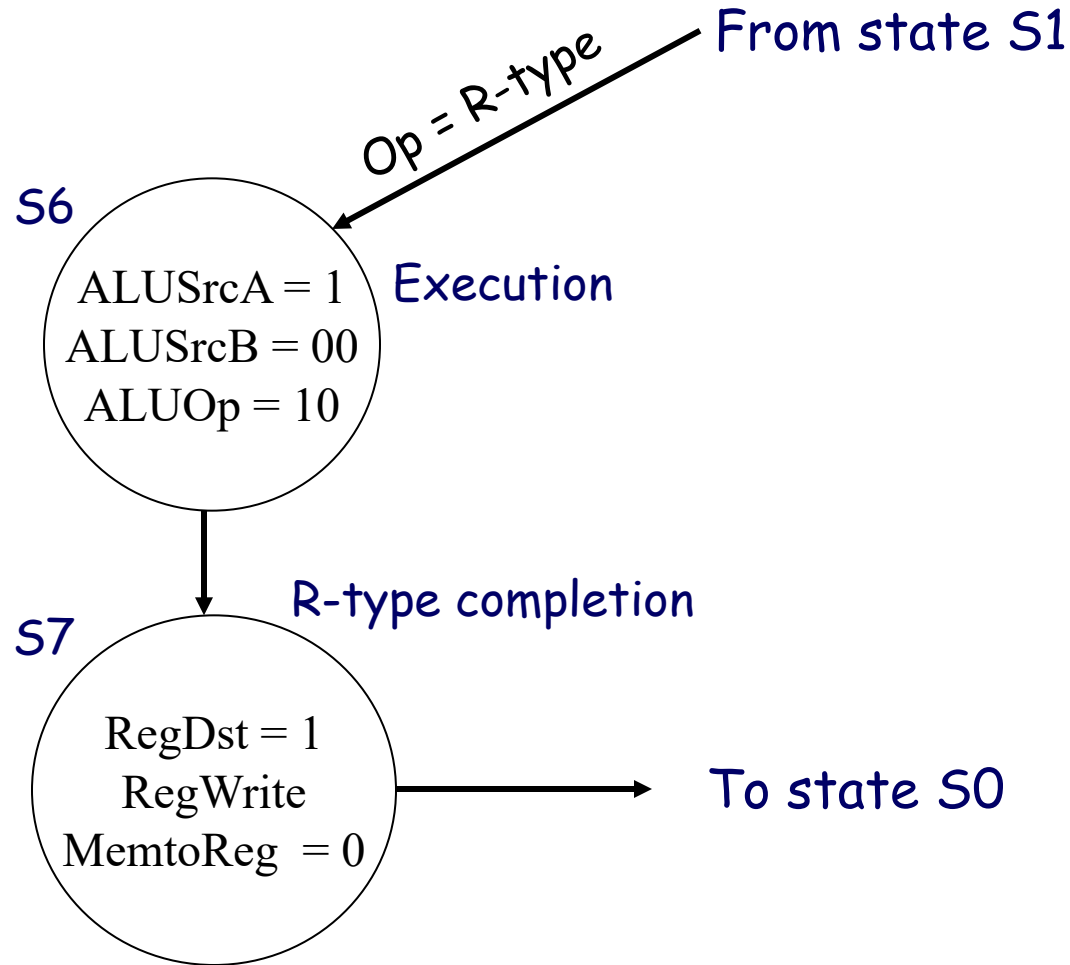 From state S1
Op = R-type
S6
ALUSrcA = 1
ALUSrcB = 00
ALUOp = 10
Execution
R-type completion
S7
RegDst = 1
RegWrite
MemtoReg = 0
To state S0